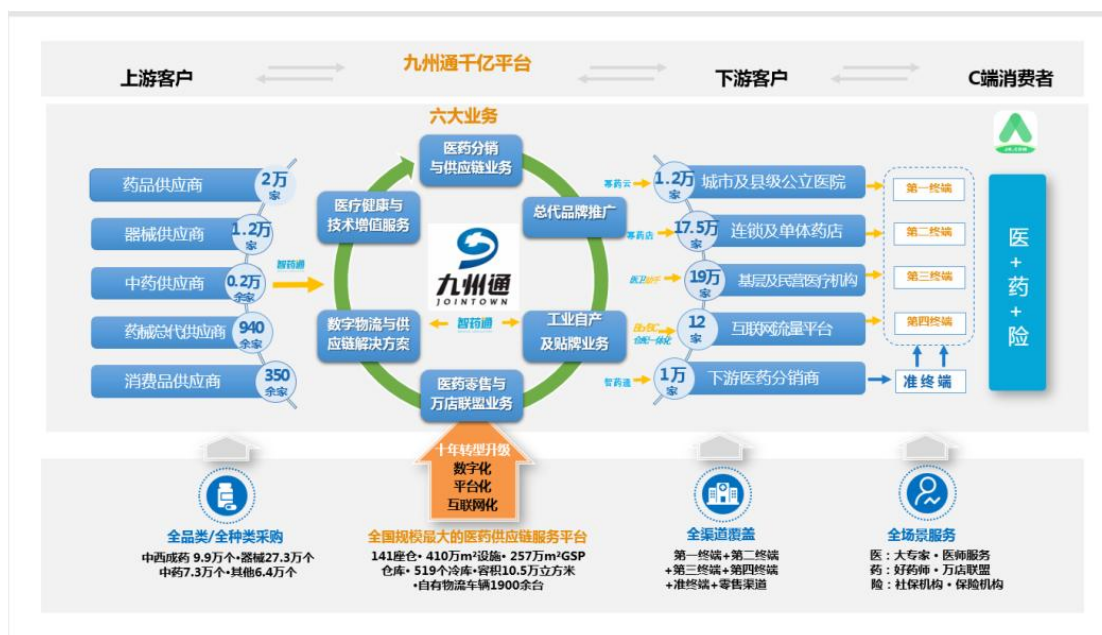 上游客户
九州通千亿平台
下游客户
C端消费者
六大业务
药品供应商
2万
家
器械供应商
1.2万
家
中药供应商
0.2万
余家
药械总代供应商
940
余家
消费品供应商
350
余家
智药通
医药分销
与供应链业务
医疗健康与
技术增值服务
总代品牌推广
九州通
JOINTOWN
智药通
数字物流与供
应链解决方案
工业自产
及贴牌业务
医药零售与
万店联盟业务
1.2万
家
城市及县级公立医院
第一终端
17.5万
家
连锁及单体药店
第二终端
19万
家
基层及民营医疗机构
第三终端
BbBC
仓配一体化
12
家
互联网流量平台
第四终端
智药通
1万
家
下游医药分销商
准终端
JK.COM
医
+
药
+
险
十年转型升级
数字化
平台化
互联网化
全品类/全种类采购
中西成药 9.9万个•器械27.3万个
中药7.3万个•其他6.4万个
全国规模最大的医药供应链服务平台
141座仓• 410万m²设施• 257万m²GSP
仓库• 519个冷库•容积10.5万立方米
•自有物流车辆1900余台
全渠道覆盖
第一终端+第二终端
+第三终端+第四终端
+准终端+零售渠道
全场景服务
医：大专家 • 医师服务
药：好药师 • 万店联盟
险：社保机构 • 保险机构